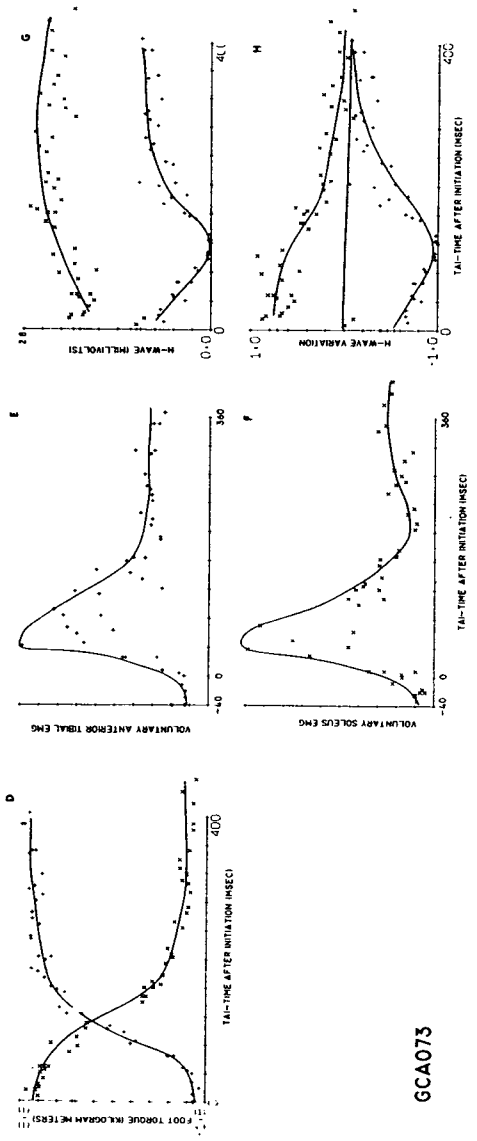 D
FOOT TORQUE (KILOGRAM METERS)
400
TAI-TIME AFTER INITIATION (MSEC)
E
VOLUNTARY ANTERIOR TIBIAL EMG
-40
0
360
F
VOLUNTARY SOLEUS EMG
-40
0
360
TAI-TIME AFTER INITIATION (MSEC)
G
28
H-WAVE (MILLIVOLTS)
0.0
0
H
1.0
H-WAVE VARIATION
-1.0
0
400
TAI-TIME AFTER INITIATION (MSEC)
GCA073